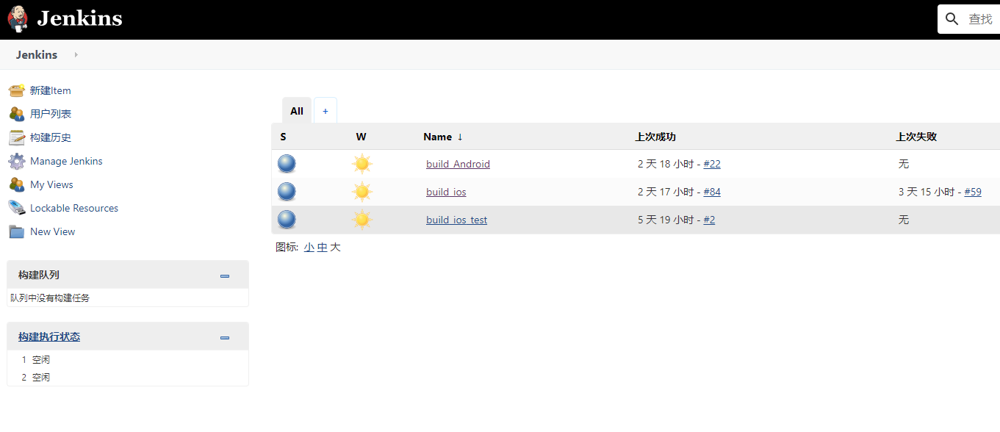 Jenkins
查找
Jenkins
新建Item
用户列表
构建历史
Manage Jenkins
My Views
Lockable Resources
New View
构建队列
队列中没有构建任务
构建执行状态
1 空闲
2 空闲
All +
S W Name ↓ 上次成功 上次失败
build_Android 2 天 18 小时 - #22 无
build_ios 2 天 17 小时 - #84 3 天 15 小时 - #59
build_ios_test 5 天 19 小时 - #2 无
图标: 小 中 大